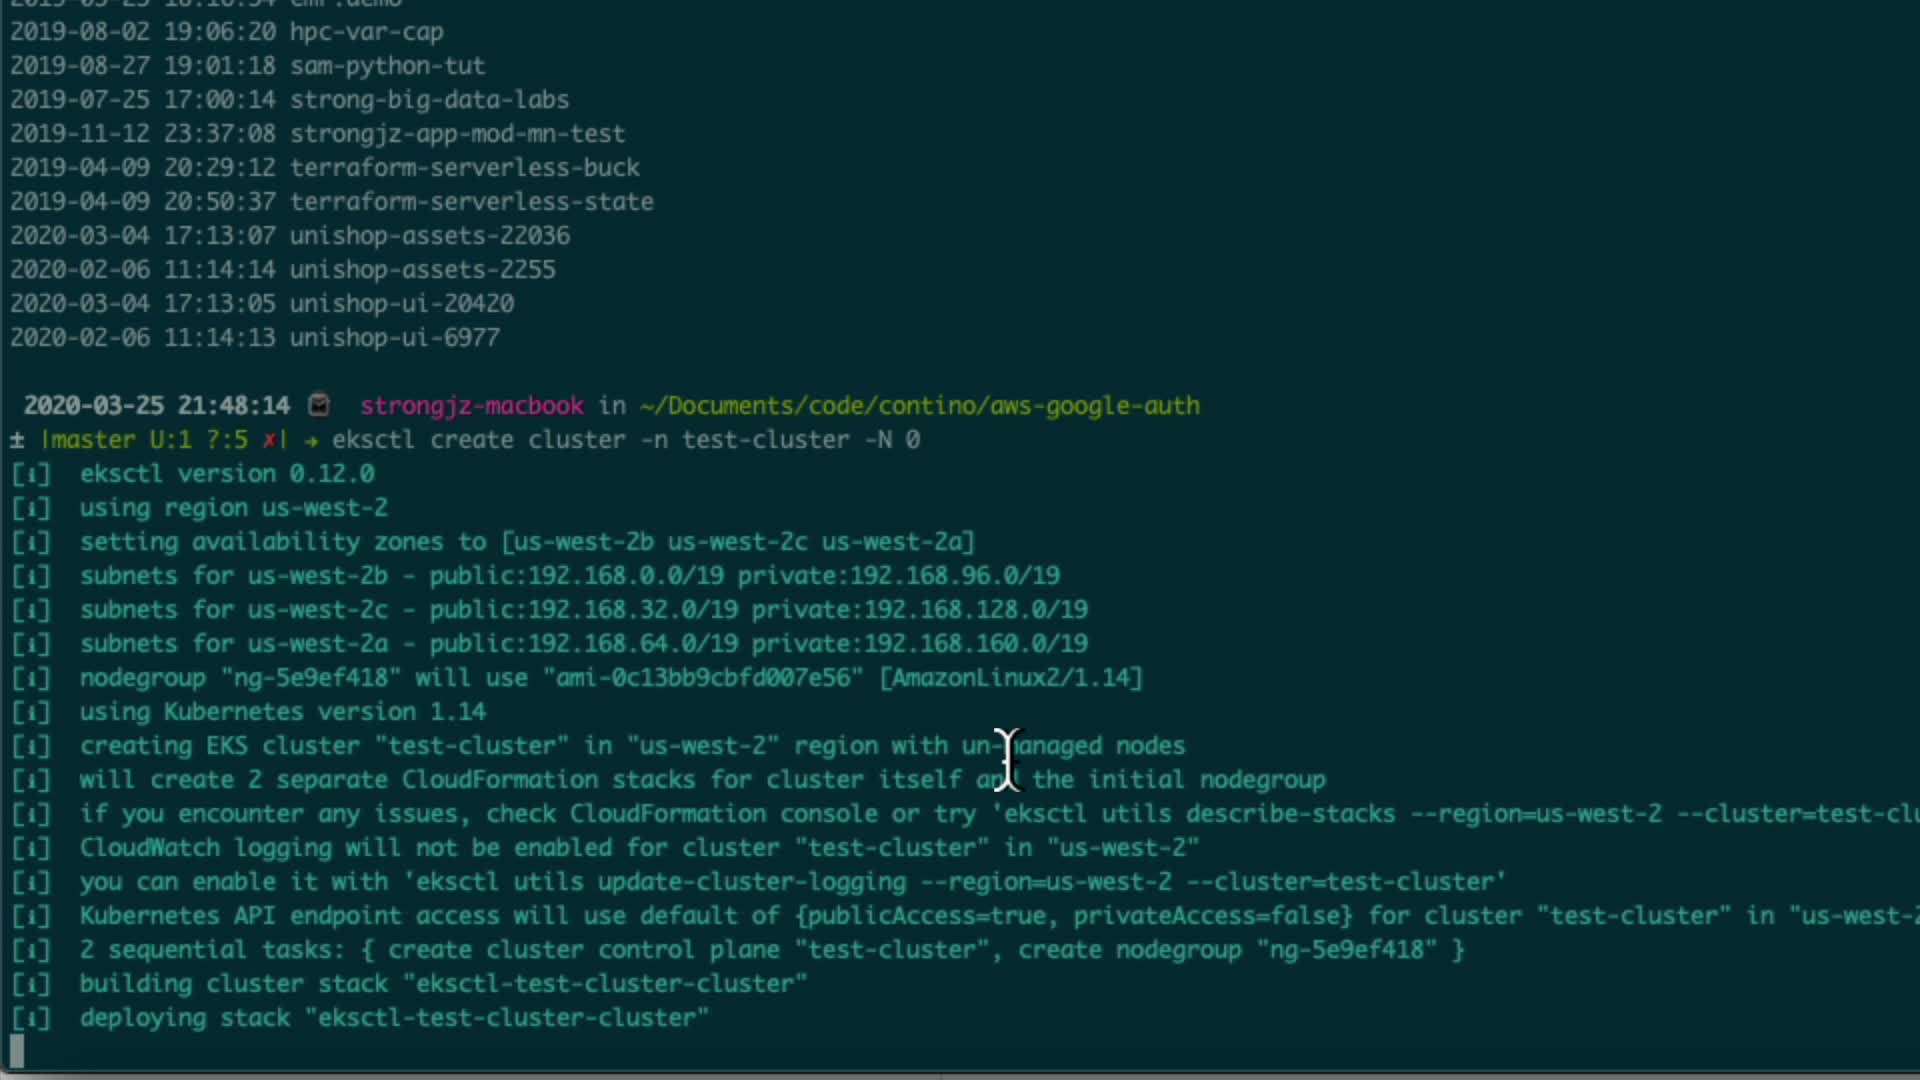 2019-03-25 18:16:34 emr.demo
2019-08-02 19:06:20 hpc-var-cap
2019-08-27 19:01:18 sam-python-tut
2019-07-25 17:00:14 strong-big-data-labs
2019-11-12 23:37:08 strongjz-app-mod-mn-test
2019-04-09 20:29:12 terraform-serverless-buck
2019-04-09 20:50:37 terraform-serverless-state
2020-03-04 17:13:07 unishop-assets-22036
2020-02-06 11:14:14 unishop-assets-2255
2020-03-04 17:13:05 unishop-ui-20420
2020-02-06 11:14:13 unishop-ui-6977
2020-03-25 21:48:14 strongjz-macbook in ~/Documents/code/contino/aws-google-auth
± |master U:1 ?:5 ✗| → eksctl create cluster -n test-cluster -N 0
[ℹ] eksctl version 0.12.0
[ℹ] using region us-west-2
[ℹ] setting availability zones to [us-west-2b us-west-2c us-west-2a]
[ℹ] subnets for us-west-2b - public:192.168.0.0/19 private:192.168.96.0/19
[ℹ] subnets for us-west-2c - public:192.168.32.0/19 private:192.168.128.0/19
[ℹ] subnets for us-west-2a - public:192.168.64.0/19 private:192.168.160.0/19
[ℹ] nodegroup "ng-5e9ef418" will use "ami-0c13bb9cbfd007e56" [AmazonLinux2/1.14]
[ℹ] using Kubernetes version 1.14
[ℹ] creating EKS cluster "test-cluster" in "us-west-2" region with un-managed nodes
[ℹ] will create 2 separate CloudFormation stacks for cluster itself and the initial nodegroup
[ℹ] if you encounter any issues, check CloudFormation console or try 'eksctl utils describe-stacks --region=us-west-2 --cluster=test-clu
[ℹ] CloudWatch logging will not be enabled for cluster "test-cluster" in "us-west-2"
[ℹ] you can enable it with 'eksctl utils update-cluster-logging --region=us-west-2 --cluster=test-cluster'
[ℹ] Kubernetes API endpoint access will use default of {publicAccess=true, privateAccess=false} for cluster "test-cluster" in "us-west-2
[ℹ] 2 sequential tasks: { create cluster control plane "test-cluster", create nodegroup "ng-5e9ef418" }
[ℹ] building cluster stack "eksctl-test-cluster-cluster"
[ℹ] deploying stack "eksctl-test-cluster-cluster"